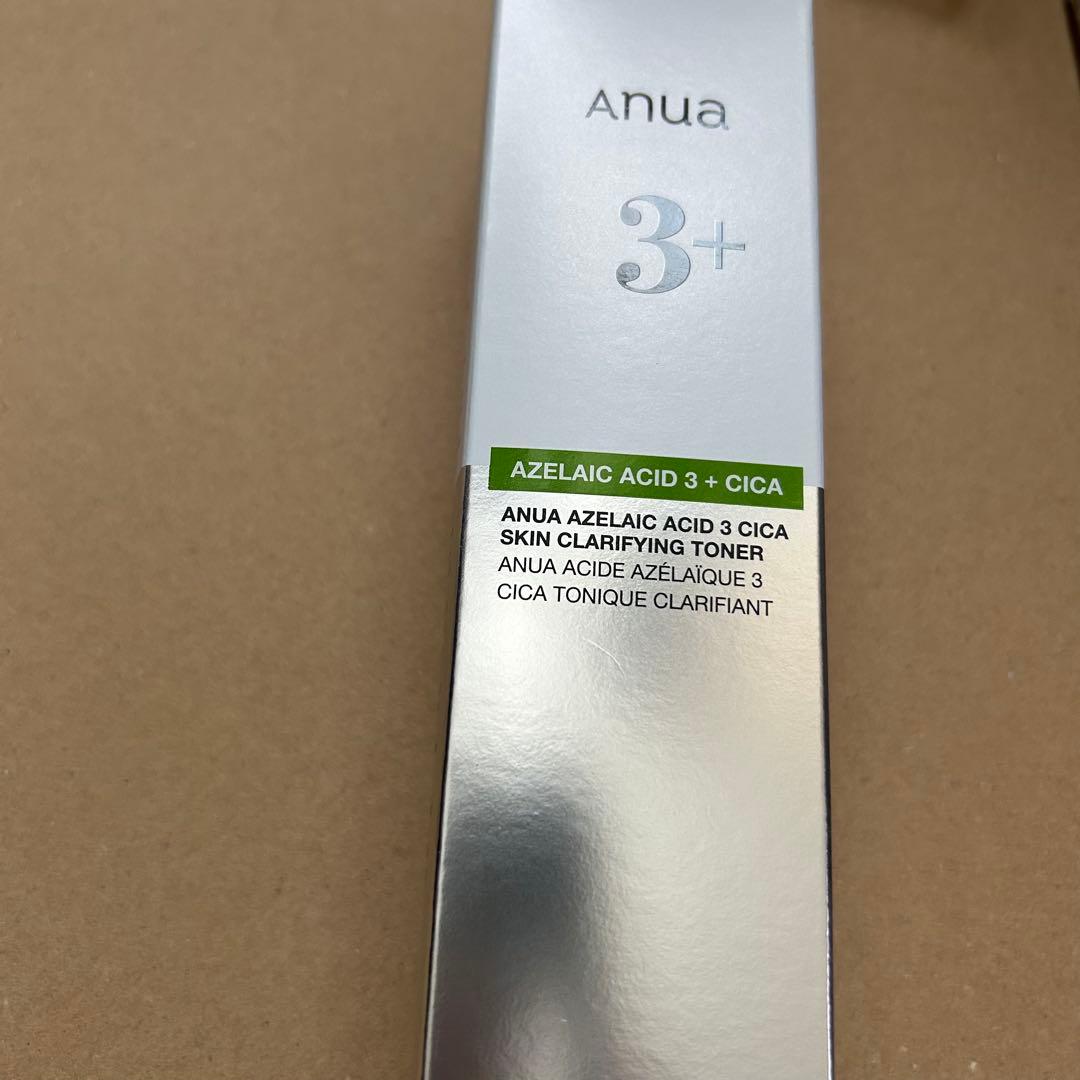 Anua
3+
AZELAIC ACID 3 + CICA
ANUA AZELAIC ACID 3 CICA
SKIN CLARIFYING TONER
ANUA ACIDE AZÉLAÏQUE 3
CICA TONIQUE CLARIFIANT